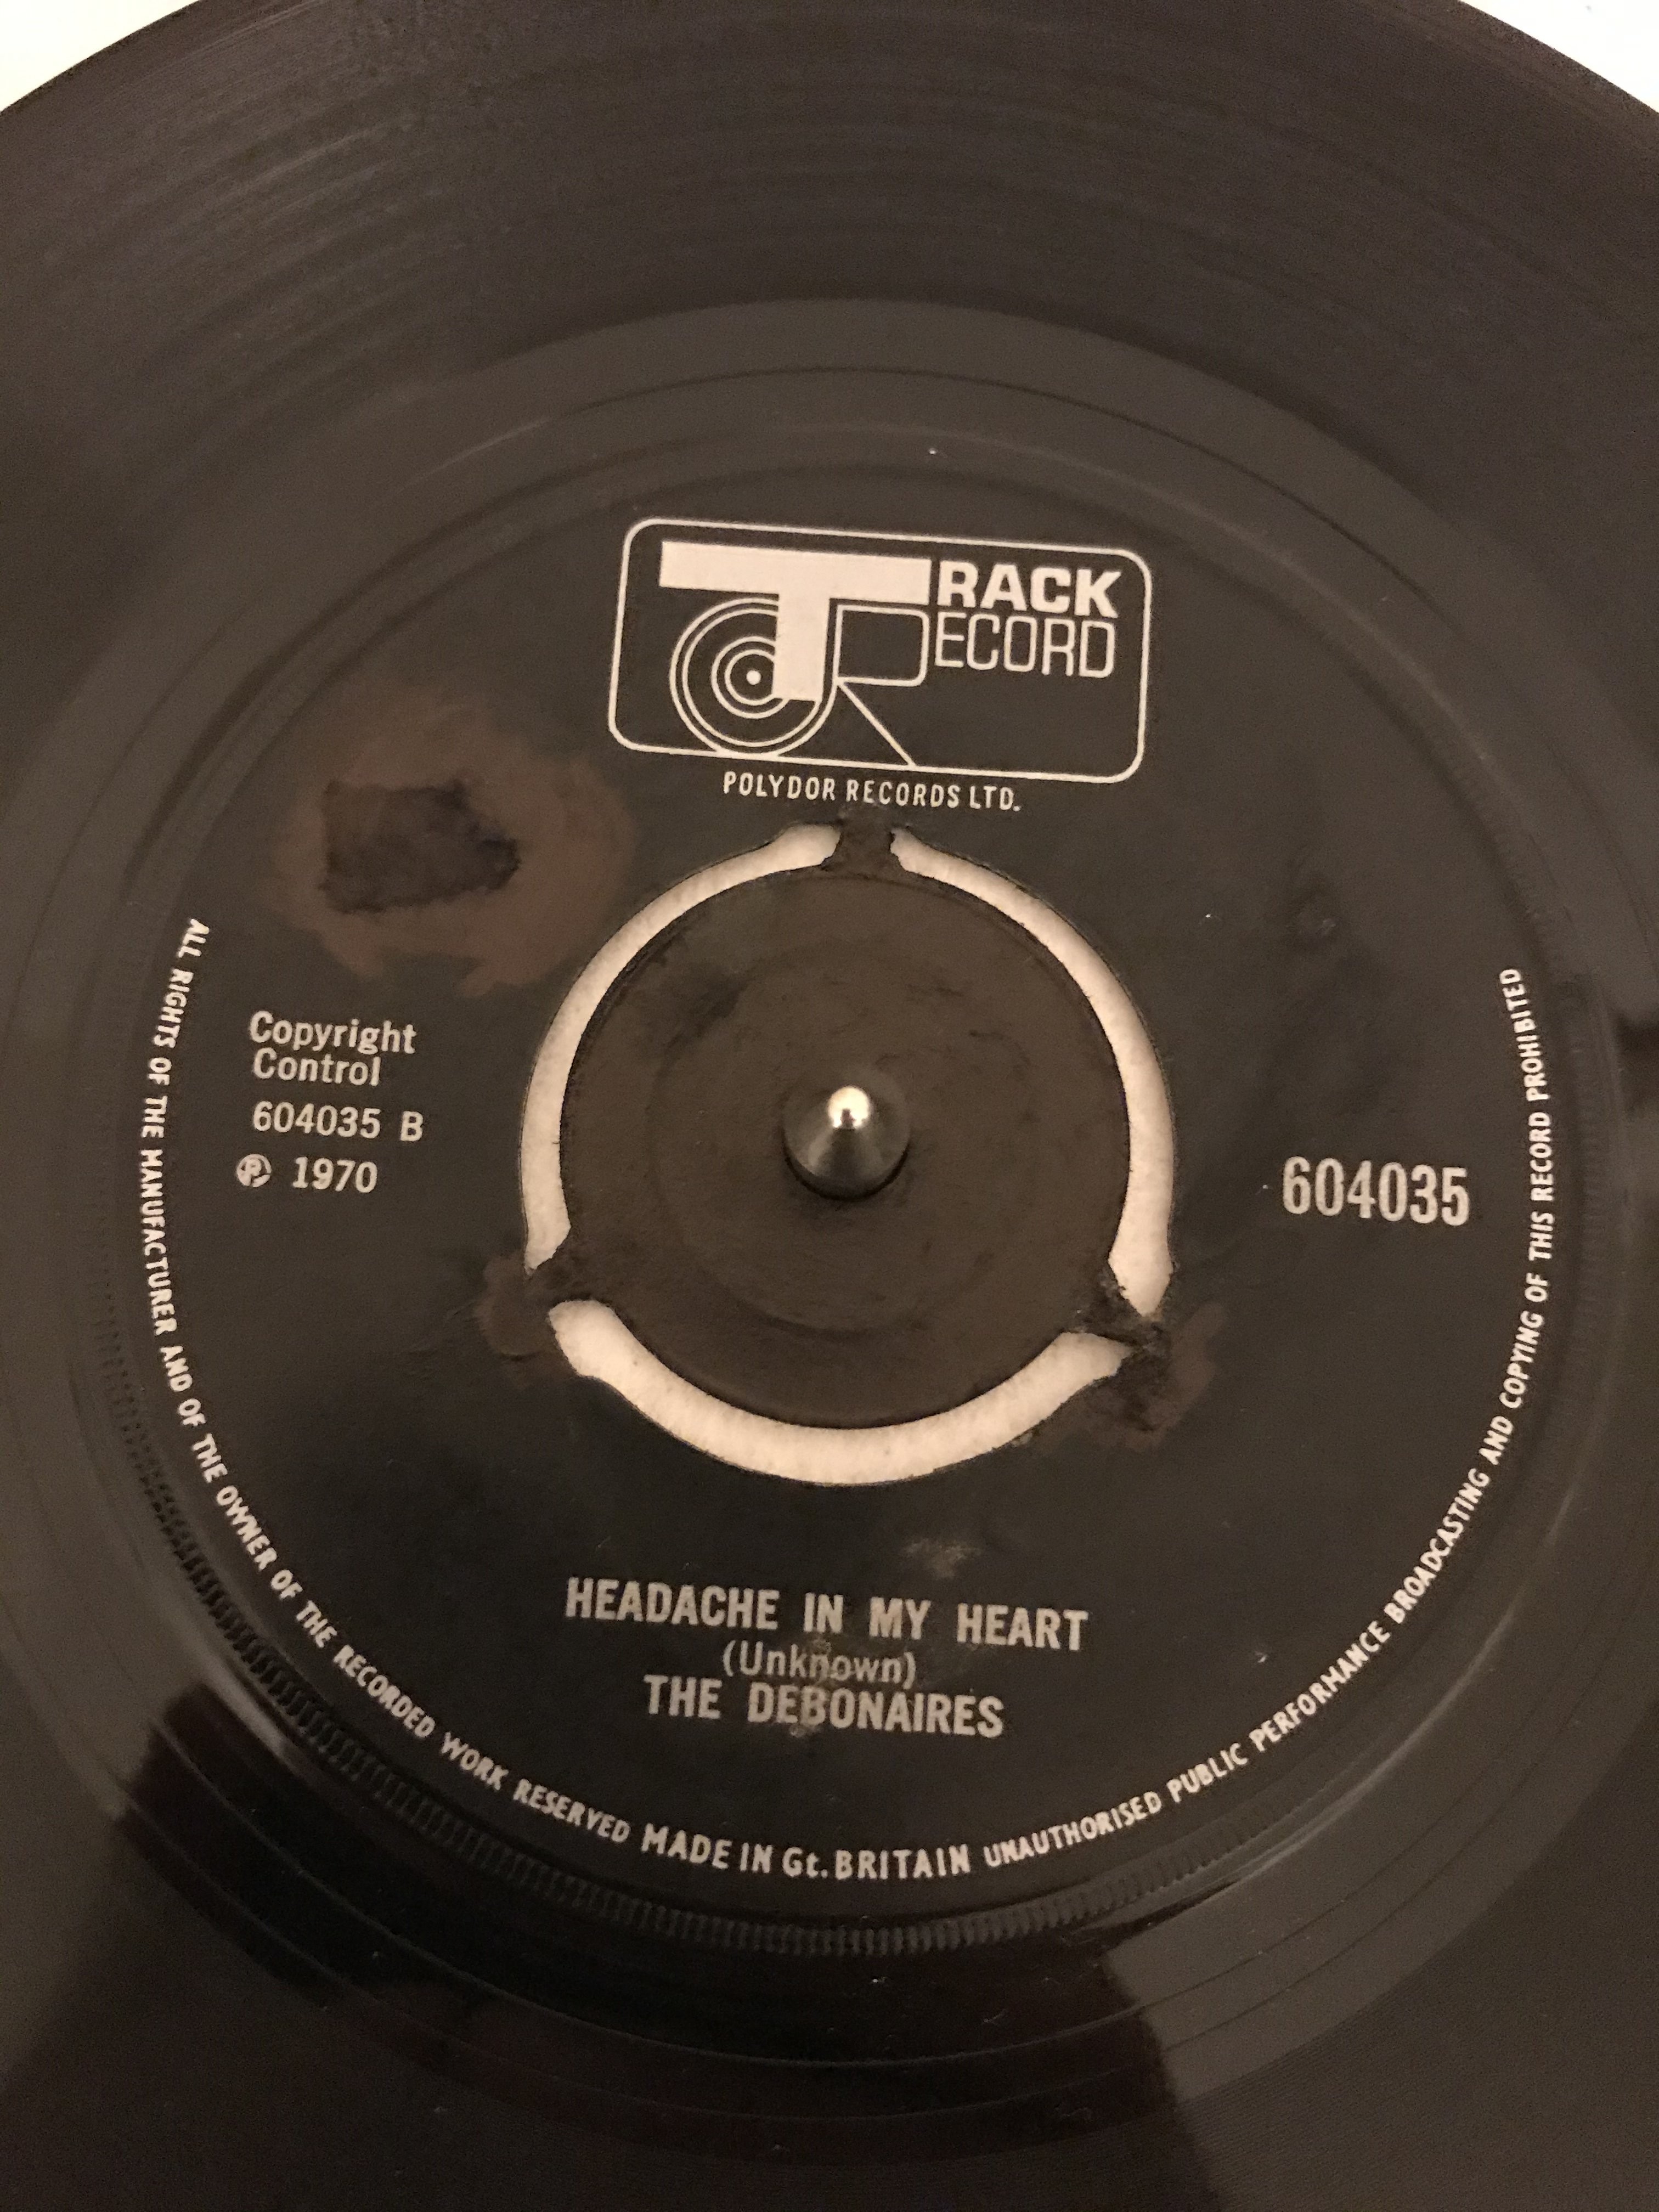 TRACK
RECORD
POLYDOR RECORDS LTD.
Copyright
Control
604035 B
℗ 1970
604035
HEADACHE IN MY HEART
(Unknown)
THE DEBONAIRES
ALL RIGHTS OF THE MANUFACTURER AND OF THE OWNER OF THE RECORDED WORK RESERVED MADE IN Gt. BRITAIN UNAUTHORISED PUBLIC PERFORMANCE BROADCASTING AND COPYING OF THIS RECORD PROHIBITED